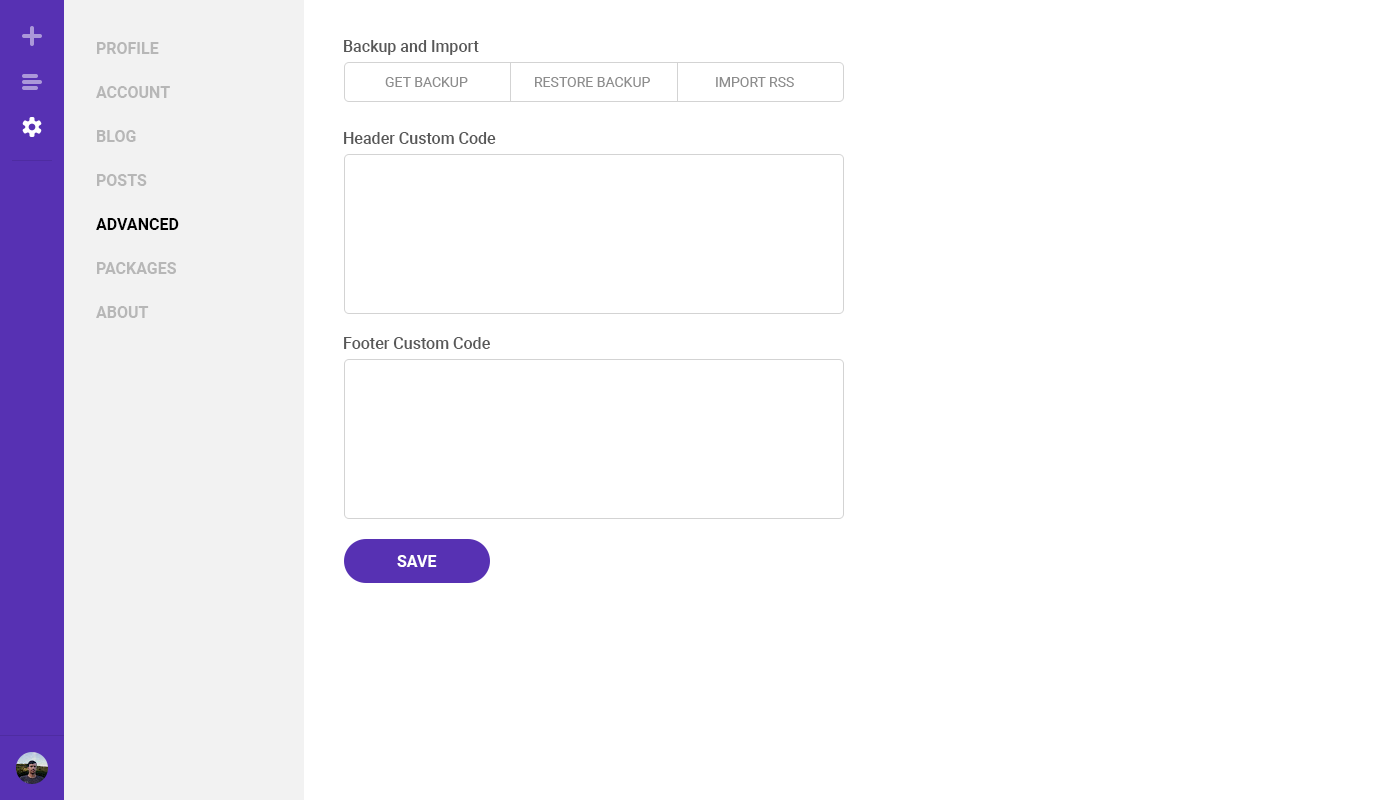 PROFILE
ACCOUNT
BLOG
POSTS
ADVANCED
PACKAGES
ABOUT
Backup and Import
GET BACKUP
RESTORE BACKUP
IMPORT RSS
Header Custom Code
Footer Custom Code
SAVE